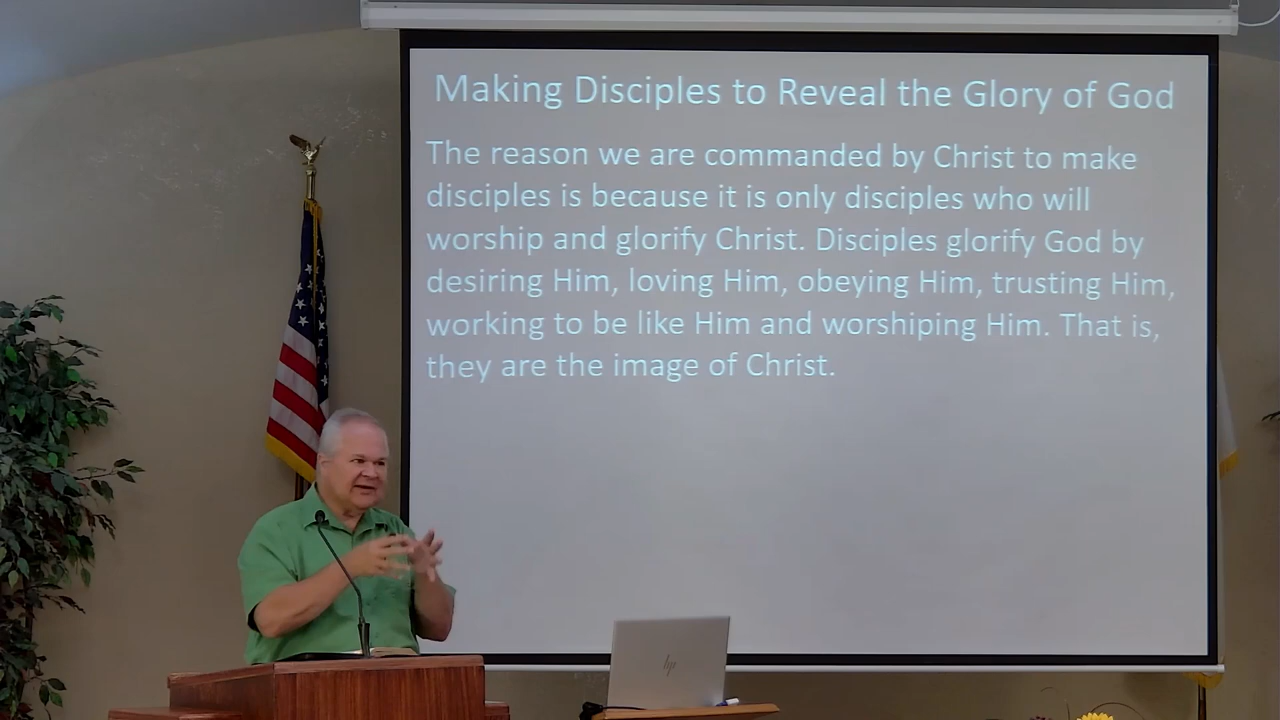 Making Disciples to Reveal the Glory of God
The reason we are commanded by Christ to make
disciples is because it is only disciples who will
worship and glorify Christ. Disciples glorify God by
desiring Him, loving Him, obeying Him, trusting Him,
working to be like Him and worshiping Him. That is,
they are the image of Christ.
hp